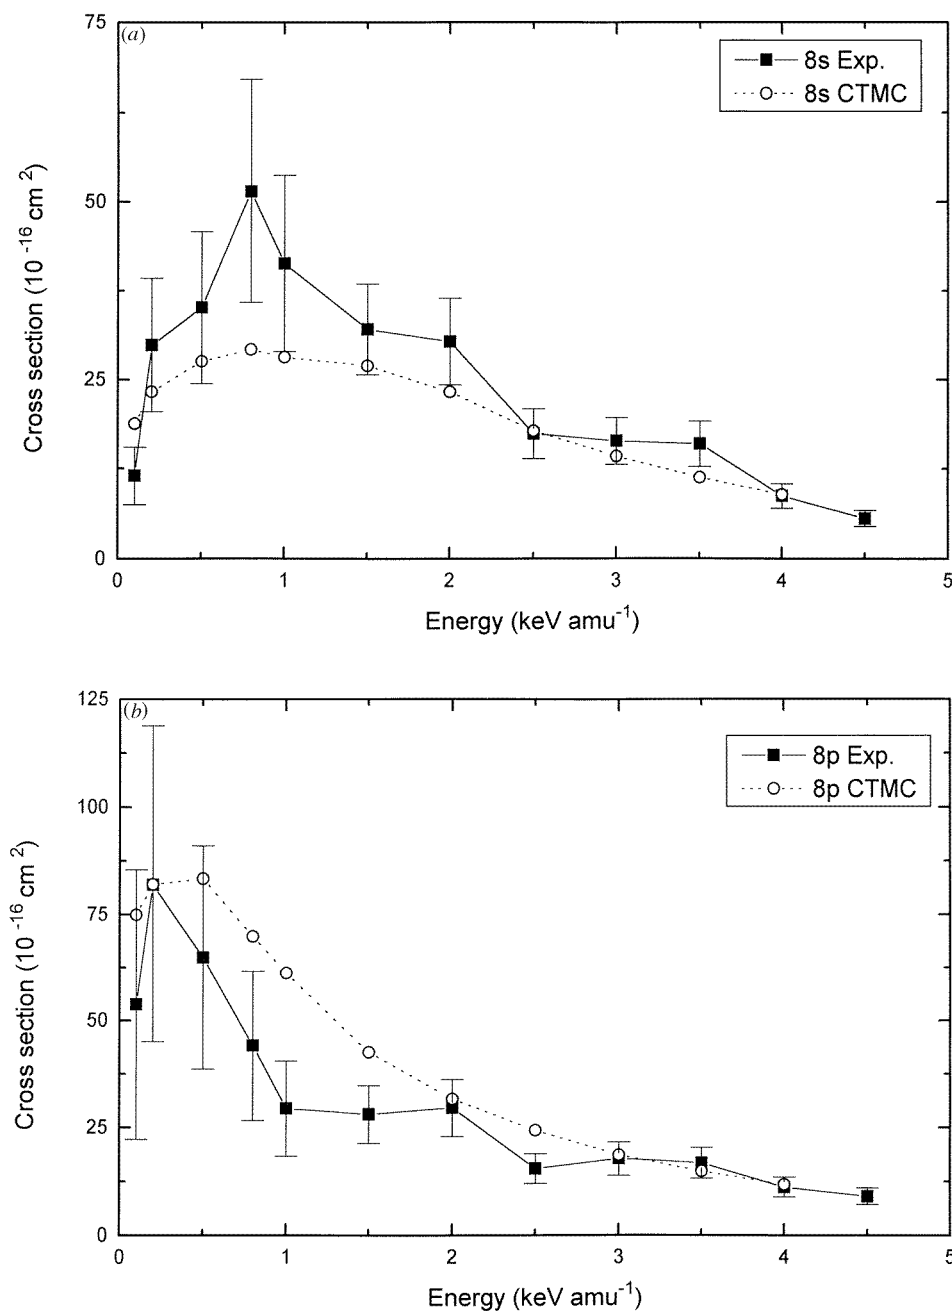 (a)
75
50
25
0
Cross section (10 -16 cm 2)
8s Exp.
8s CTMC
0 1 2 3 4 5
Energy (keV amu-1)
(b)
125
100
75
50
25
0
Cross section (10 -16 cm 2)
8p Exp.
8p CTMC
0 1 2 3 4 5
Energy (keV amu-1)